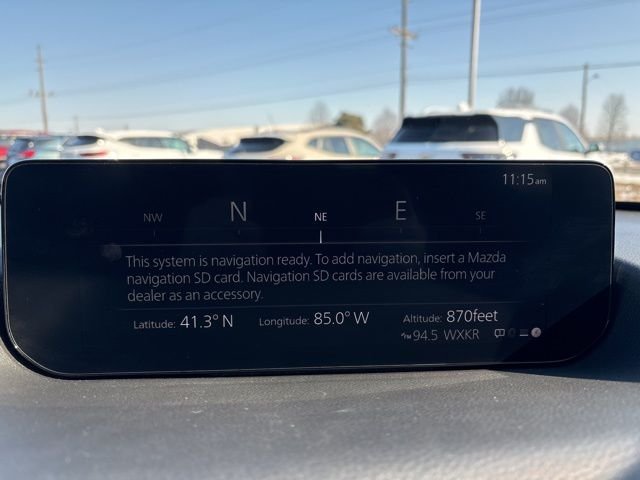 11:15am
NW N NE E SE
This system is navigation ready. To add navigation, insert a Mazda
navigation SD card. Navigation SD cards are available from your
dealer as an accessory.
Latitude: 41.3° N Longitude: 85.0° W Altitude: 870feet
FM 94.5 WXKR